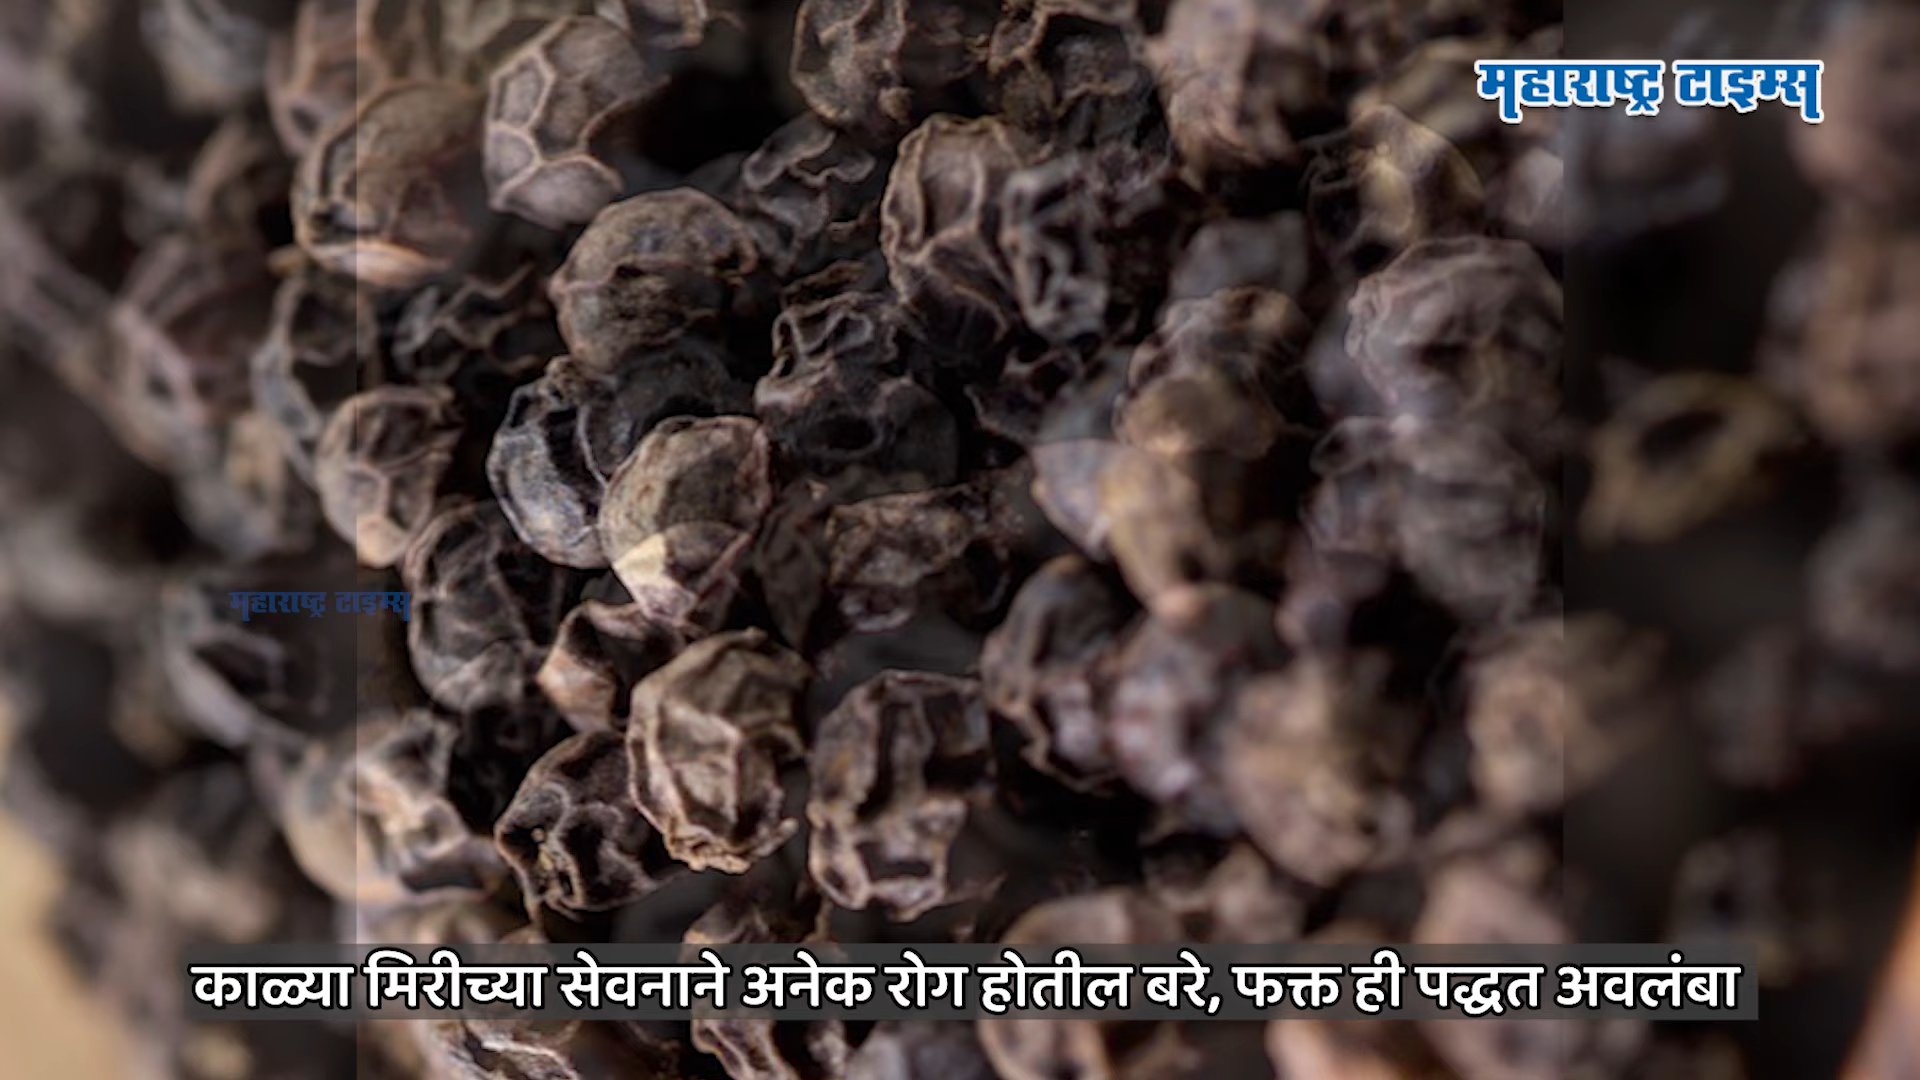 महाराष्ट्र टाइम्स
महाराष्ट्र टाइम्स
काळ्या मिरीच्या सेवनाने अनेक रोग होतील बरे, फक्त ही पद्धत अवलंबा